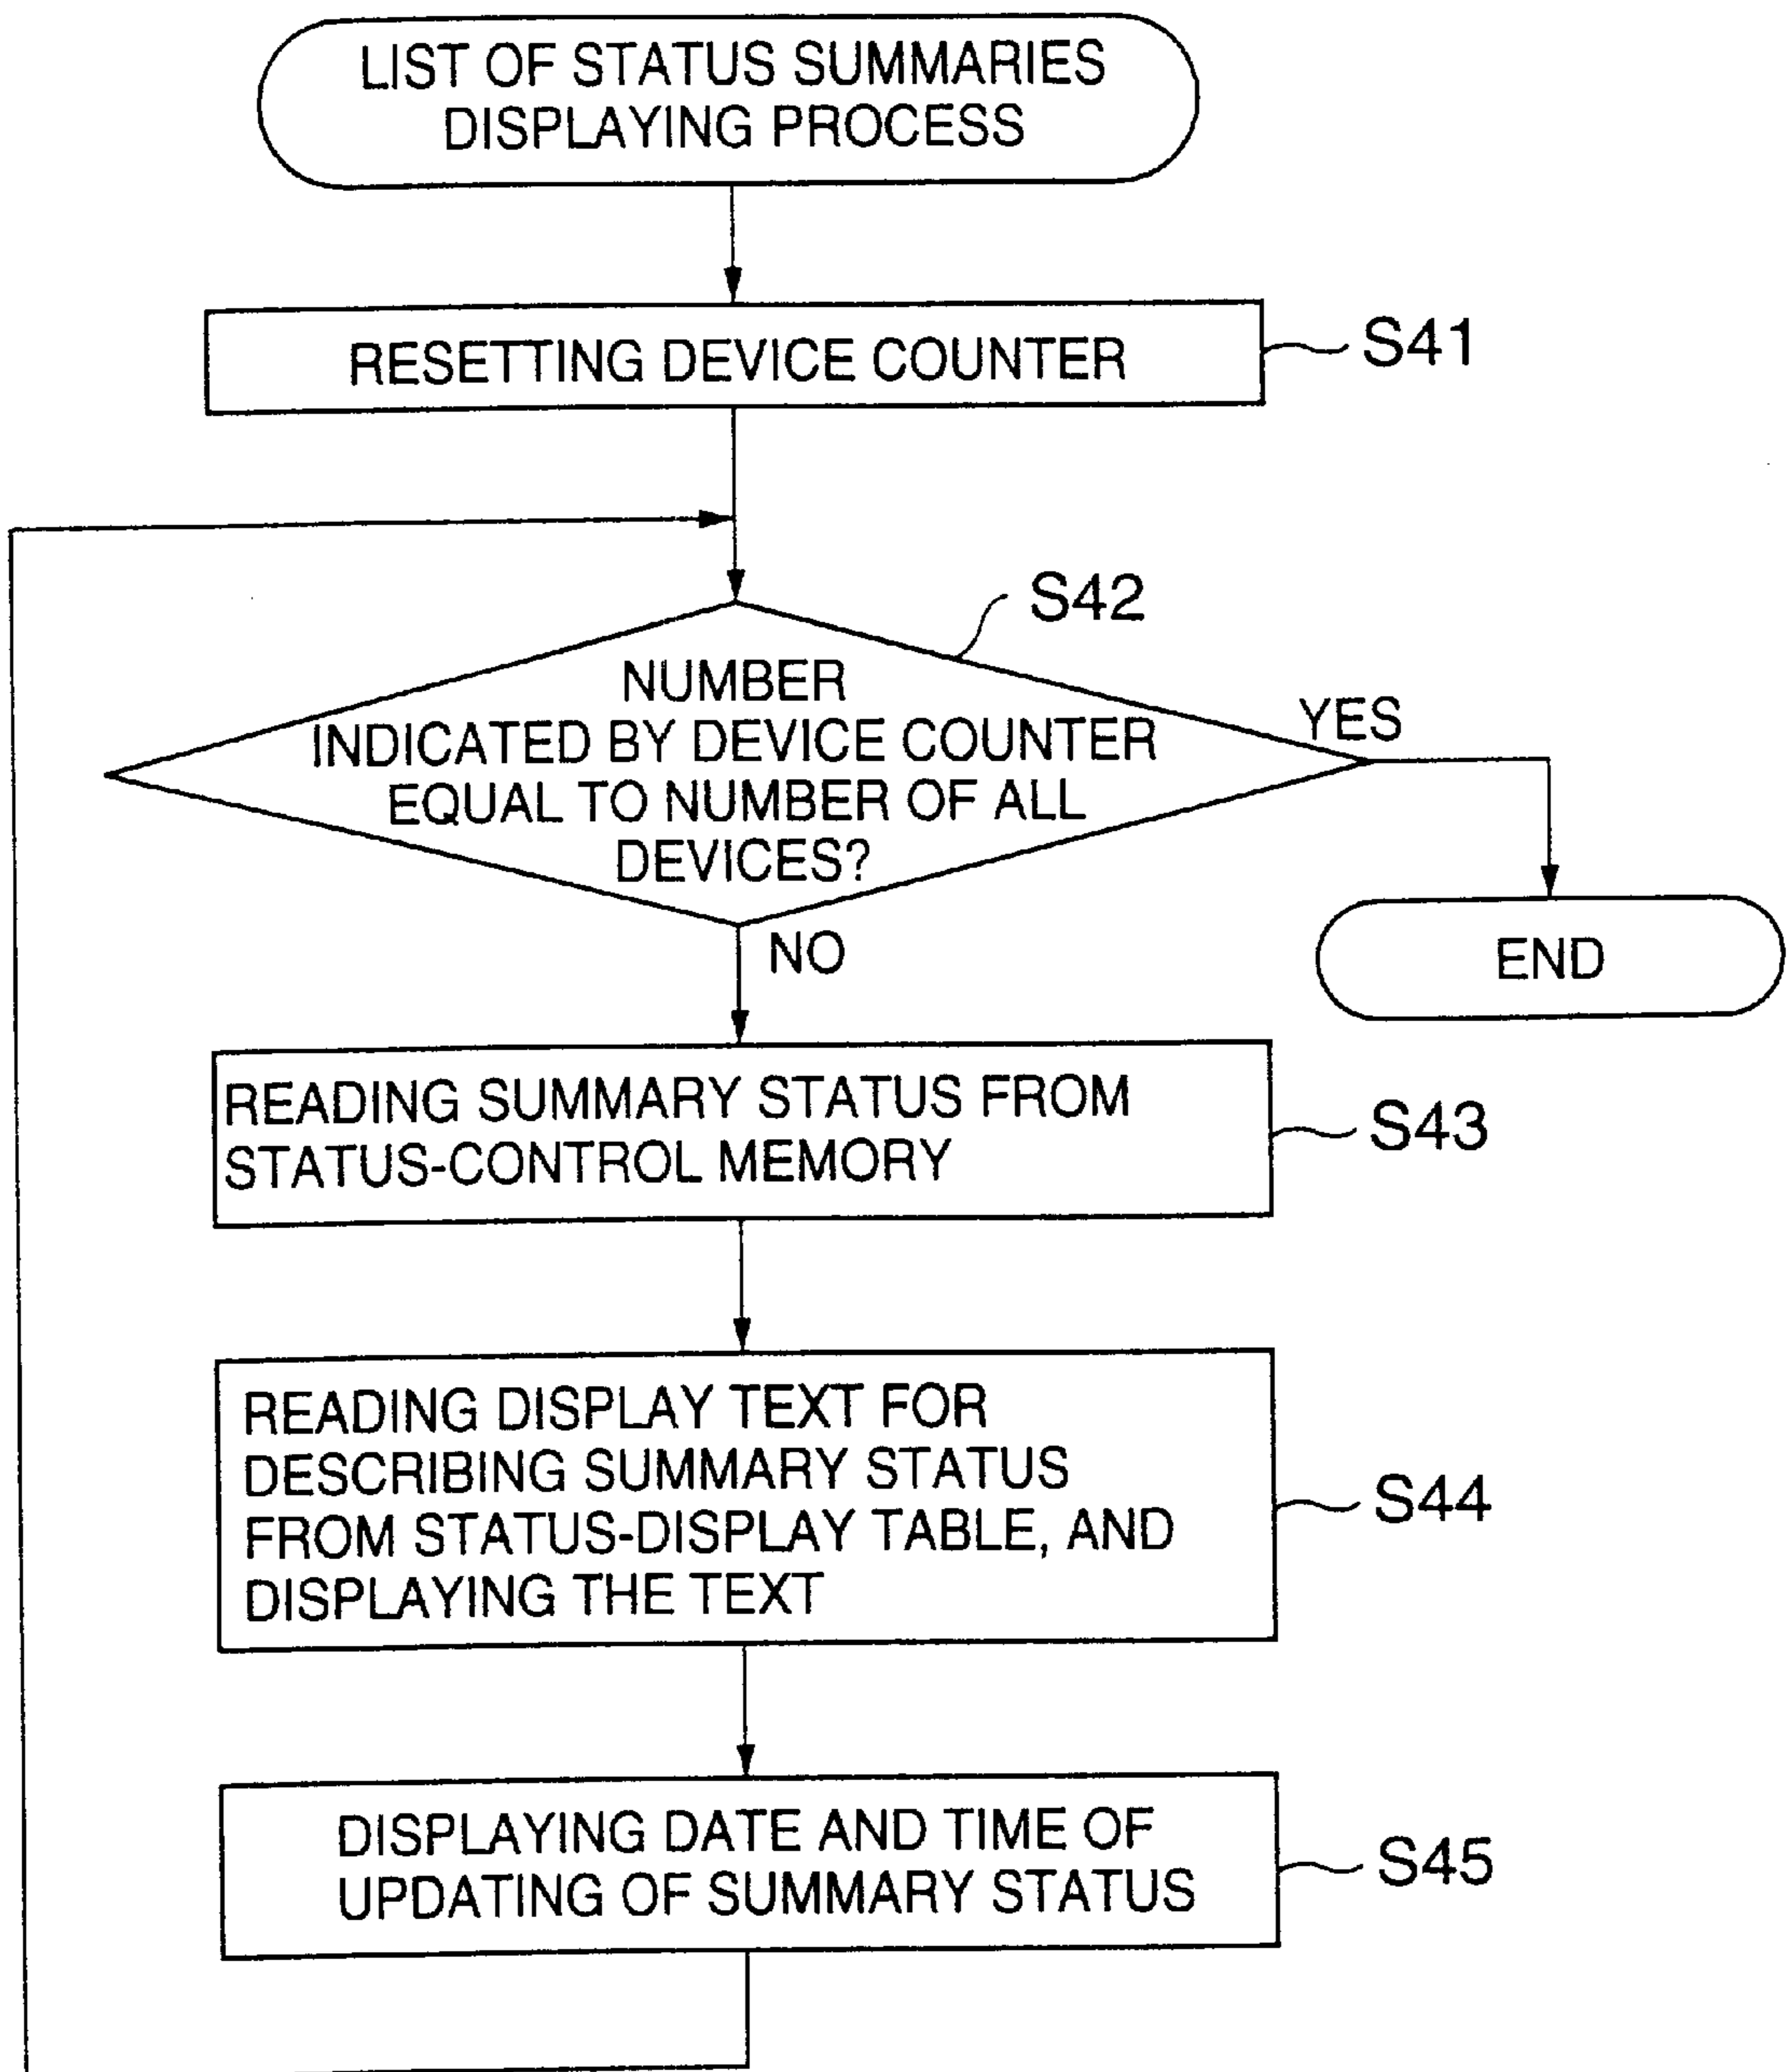 LIST OF STATUS SUMMARIES
DISPLAYING PROCESS
RESETTING DEVICE COUNTER
S41
S42
NUMBER
INDICATED BY DEVICE COUNTER
EQUAL TO NUMBER OF ALL
DEVICES?
YES
NO
END
READING SUMMARY STATUS FROM
STATUS-CONTROL MEMORY
S43
READING DISPLAY TEXT FOR
DESCRIBING SUMMARY STATUS
FROM STATUS-DISPLAY TABLE, AND
DISPLAYING THE TEXT
S44
DISPLAYING DATE AND TIME OF
UPDATING OF SUMMARY STATUS
S45